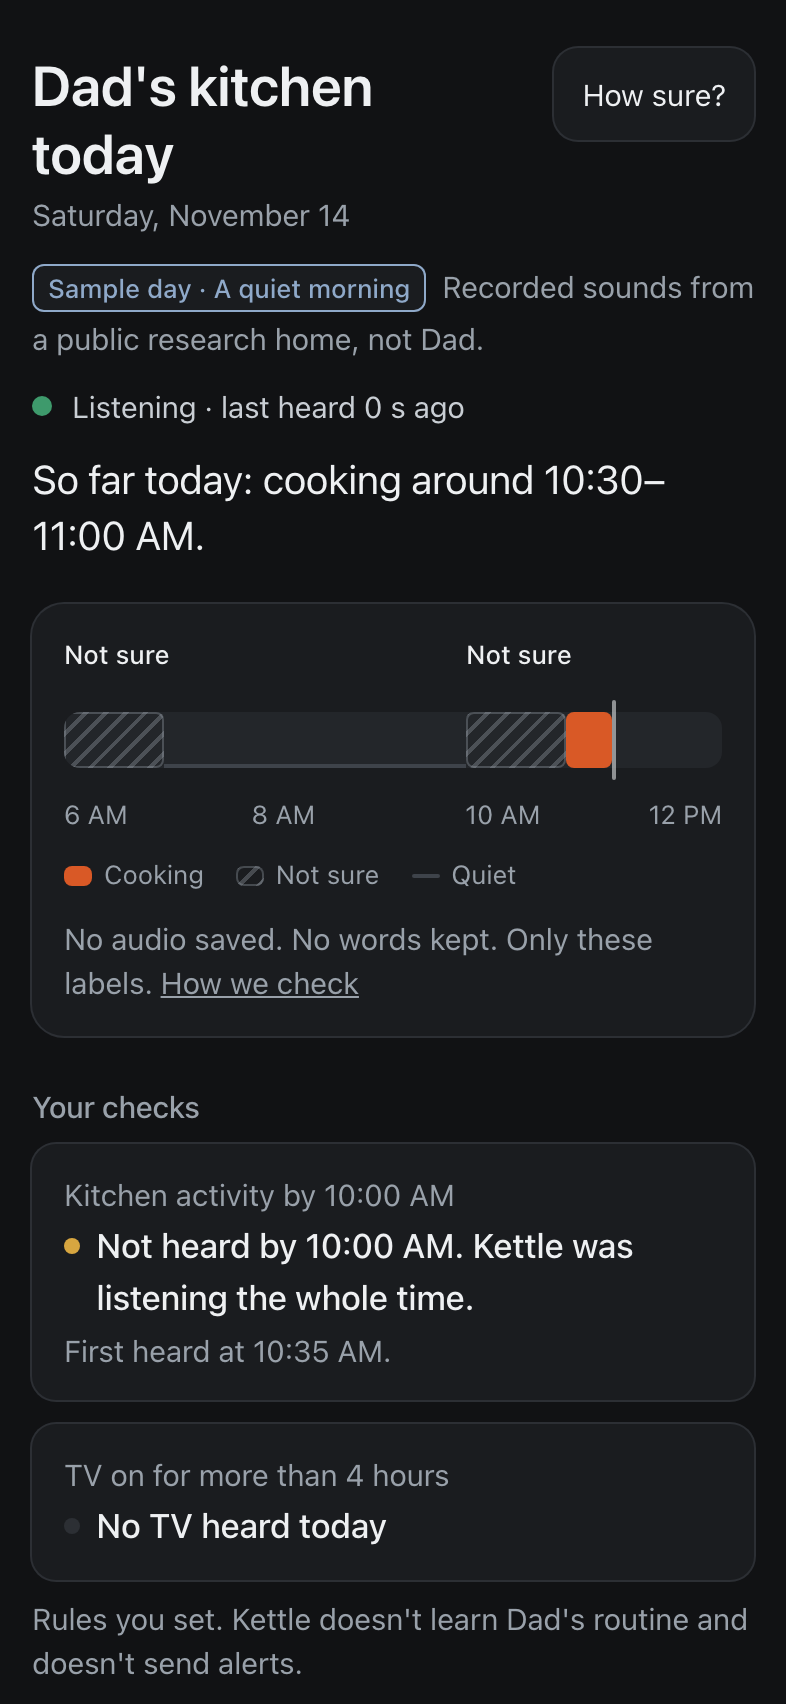 Dad's kitchen
today
How sure?
Saturday, November 14
Sample day · A quiet morning Recorded sounds from
a public research home, not Dad.
Listening · last heard 0 s ago
So far today: cooking around 10:30–
11:00 AM.
Not sure Not sure
6 AM 8 AM 10 AM 12 PM
Cooking Not sure Quiet
No audio saved. No words kept. Only these
labels. How we check
Your checks
Kitchen activity by 10:00 AM
Not heard by 10:00 AM. Kettle was
listening the whole time.
First heard at 10:35 AM.
TV on for more than 4 hours
No TV heard today
Rules you set. Kettle doesn't learn Dad's routine and
doesn't send alerts.